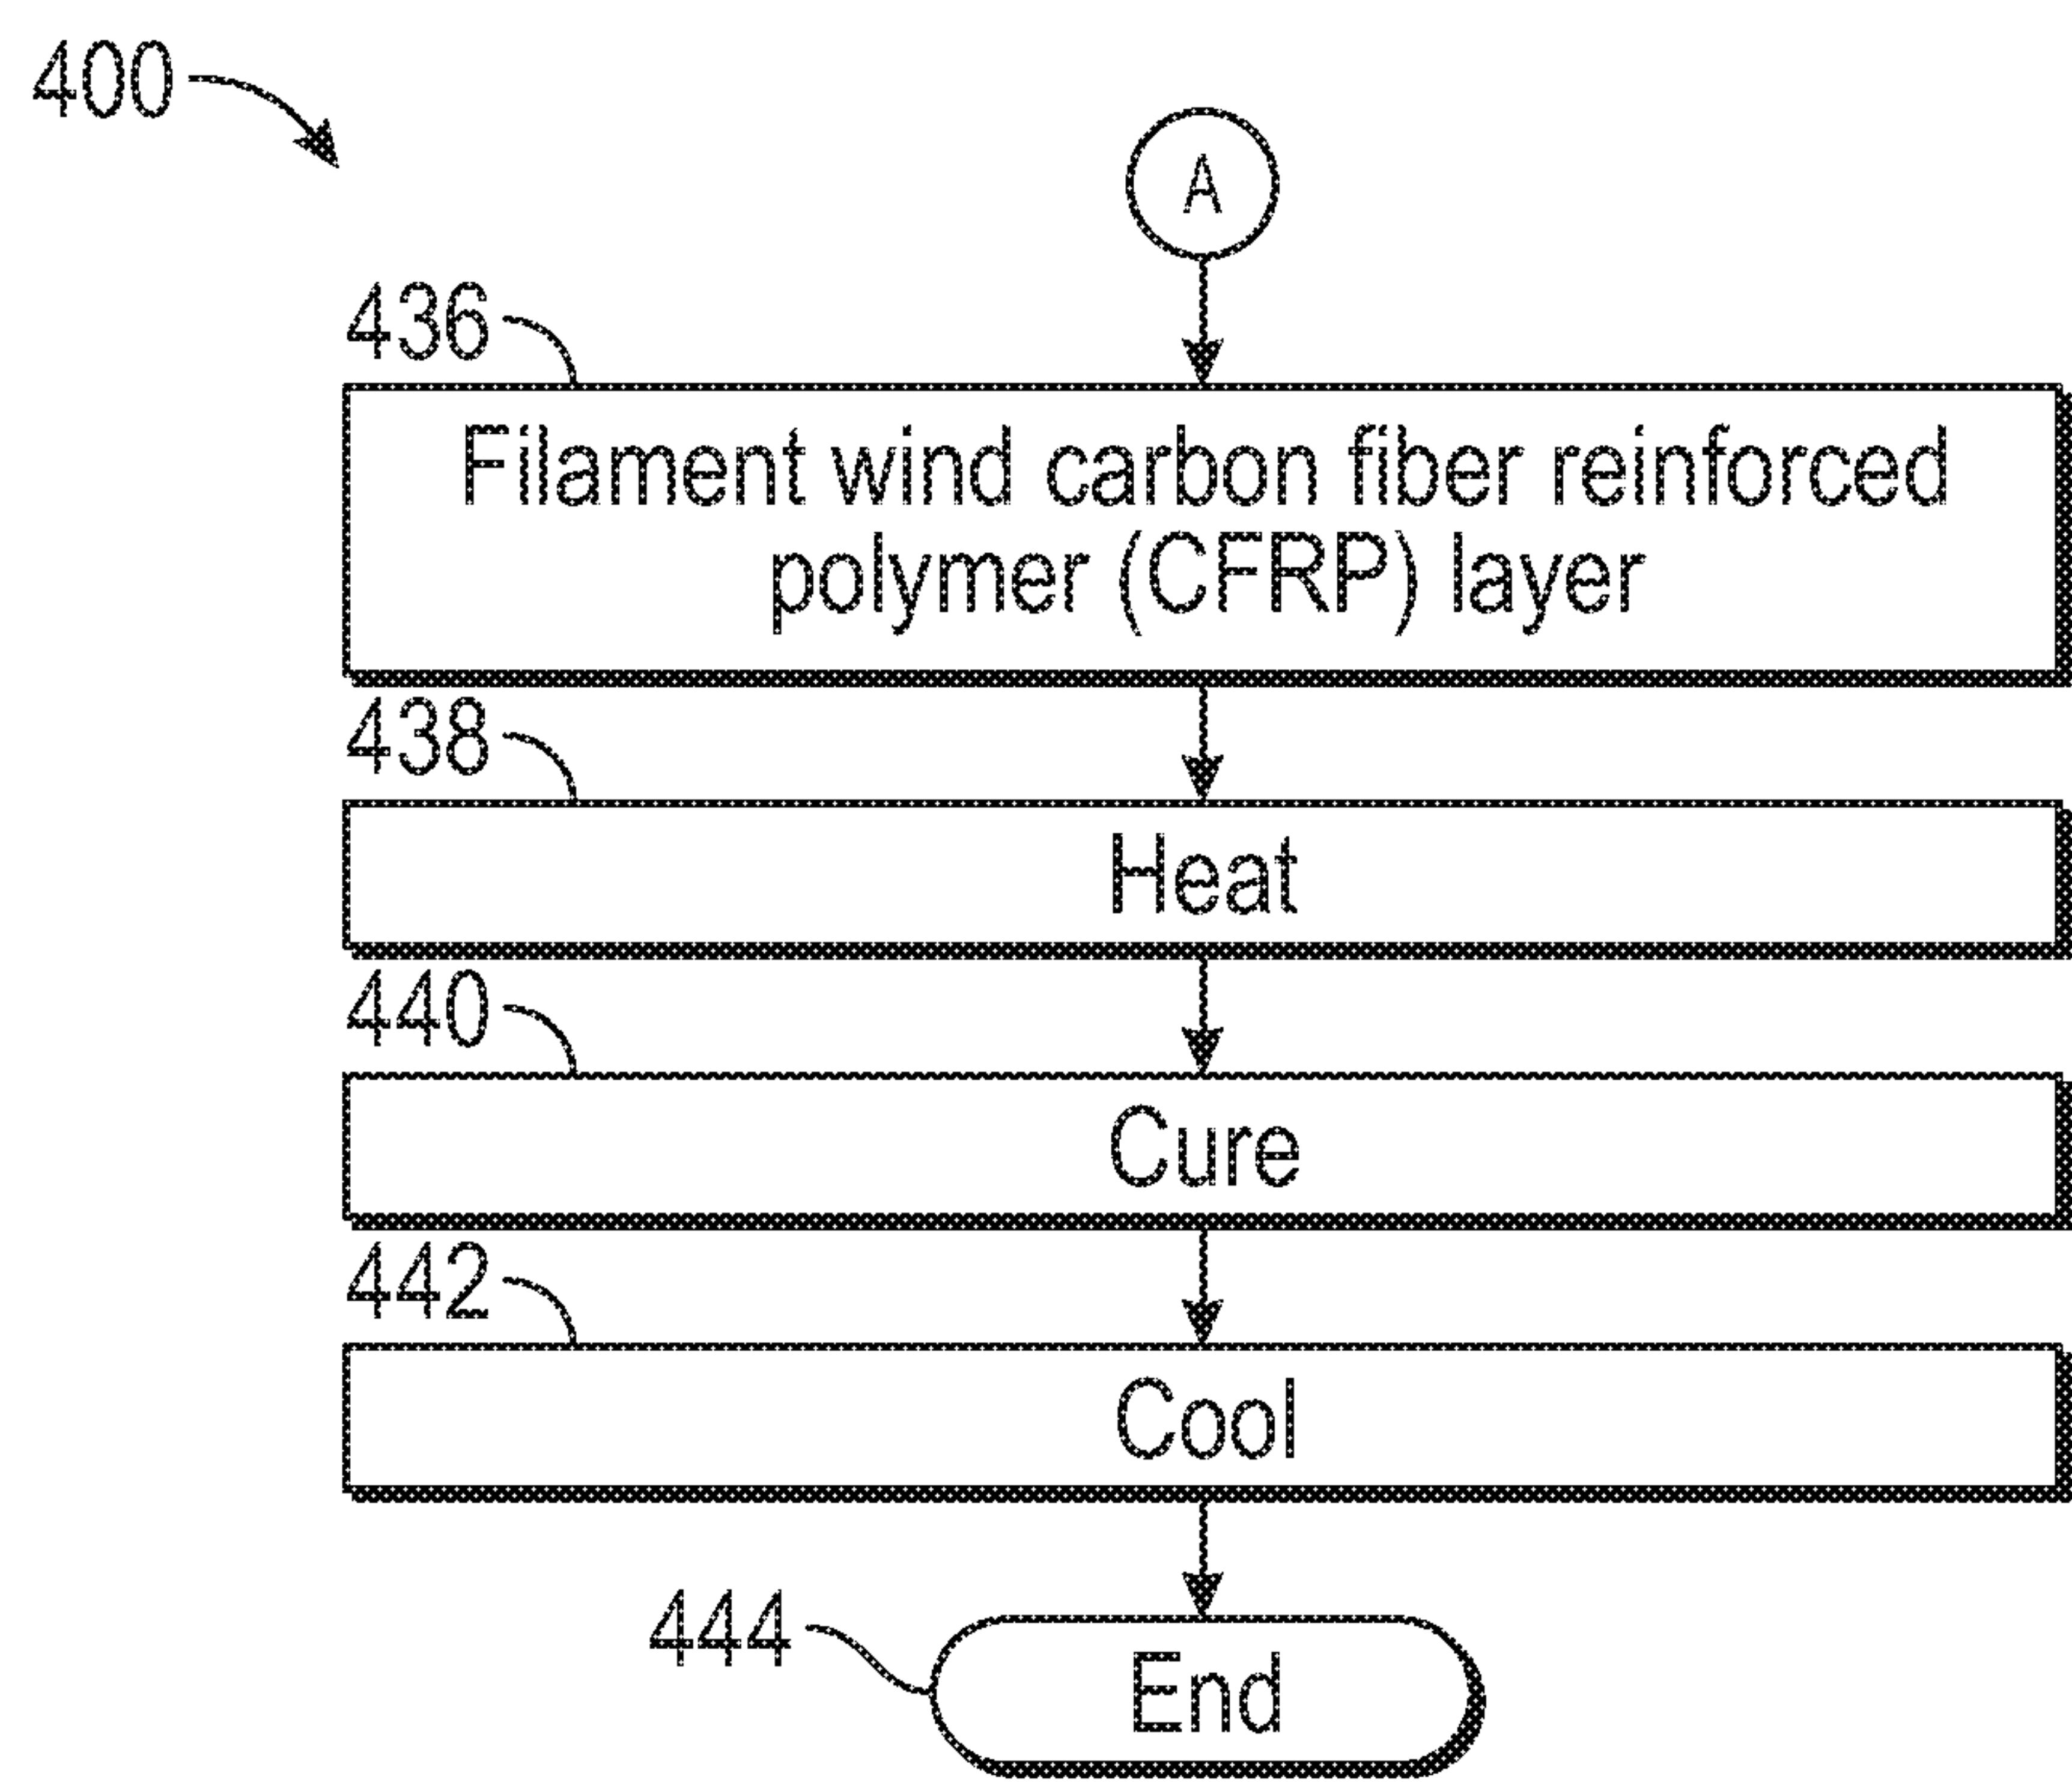 400
A
436
Filament wind carbon fiber reinforced
polymer (CFRP) layer
438
Heat
440
Cure
442
Cool
444
End